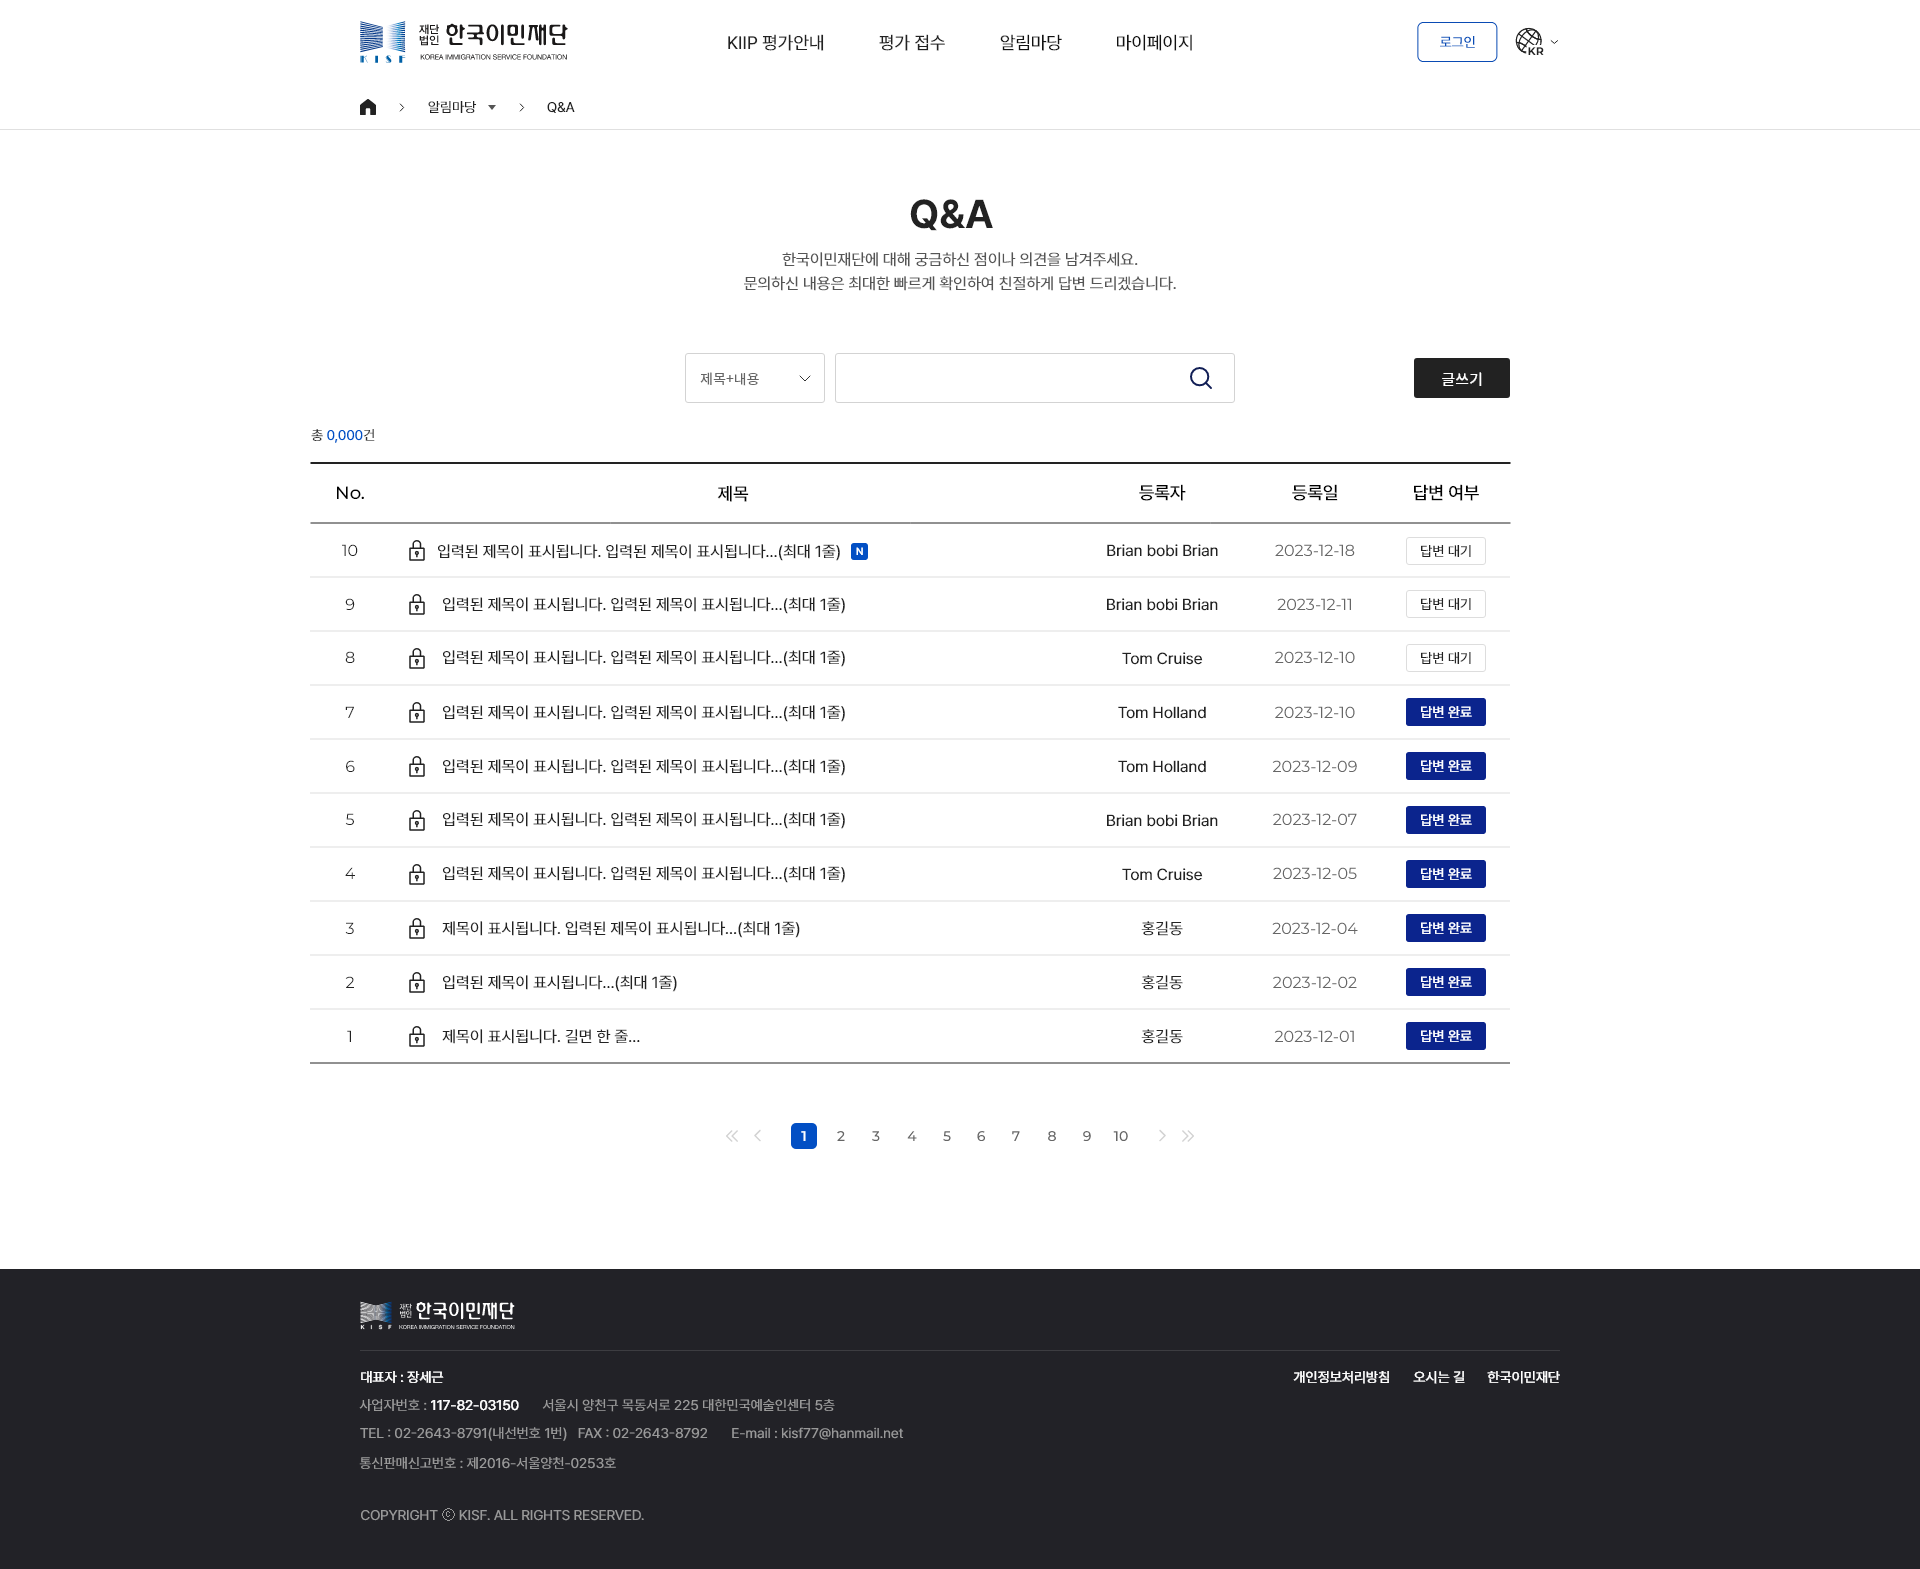 재단
법인 한국이민재단
KISF KOREA IMMIGRATION SERVICE FOUNDATION
KIIP 평가안내 평가 접수 알림마당 마이페이지
로그인 KR
알림마당 Q&A
Q&A
한국이민재단에 대해 궁금하신 점이나 의견을 남겨주세요.
문의하신 내용은 최대한 빠르게 확인하여 친절하게 답변 드리겠습니다.
제목+내용 글쓰기
총 0,000건
No. 제목 등록자 등록일 답변 여부
10 입력된 제목이 표시됩니다. 입력된 제목이 표시됩니다...(최대 1줄) N Brian bobi Brian 2023-12-18 답변 대기
9 입력된 제목이 표시됩니다. 입력된 제목이 표시됩니다...(최대 1줄) Brian bobi Brian 2023-12-11 답변 대기
8 입력된 제목이 표시됩니다. 입력된 제목이 표시됩니다...(최대 1줄) Tom Cruise 2023-12-10 답변 대기
7 입력된 제목이 표시됩니다. 입력된 제목이 표시됩니다...(최대 1줄) Tom Holland 2023-12-10 답변 완료
6 입력된 제목이 표시됩니다. 입력된 제목이 표시됩니다...(최대 1줄) Tom Holland 2023-12-09 답변 완료
5 입력된 제목이 표시됩니다. 입력된 제목이 표시됩니다...(최대 1줄) Brian bobi Brian 2023-12-07 답변 완료
4 입력된 제목이 표시됩니다. 입력된 제목이 표시됩니다...(최대 1줄) Tom Cruise 2023-12-05 답변 완료
3 제목이 표시됩니다. 입력된 제목이 표시됩니다...(최대 1줄) 홍길동 2023-12-04 답변 완료
2 입력된 제목이 표시됩니다...(최대 1줄) 홍길동 2023-12-02 답변 완료
1 제목이 표시됩니다. 길면 한 줄... 홍길동 2023-12-01 답변 완료
1 2 3 4 5 6 7 8 9 10
재단
법인 한국이민재단
KISF KOREA IMMIGRATION SERVICE FOUNDATION
대표자 : 장세근 개인정보처리방침 오시는 길 한국이민재단
사업자번호 : 117-82-03150 서울시 양천구 목동서로 225 대한민국예술인센터 5층
TEL : 02-2643-8791(내선번호 1번) FAX : 02-2643-8792 E-mail : kisf77@hanmail.net
통신판매신고번호 : 제2016-서울양천-0253호
COPYRIGHT ⓒ KISF. ALL RIGHTS RESERVED.